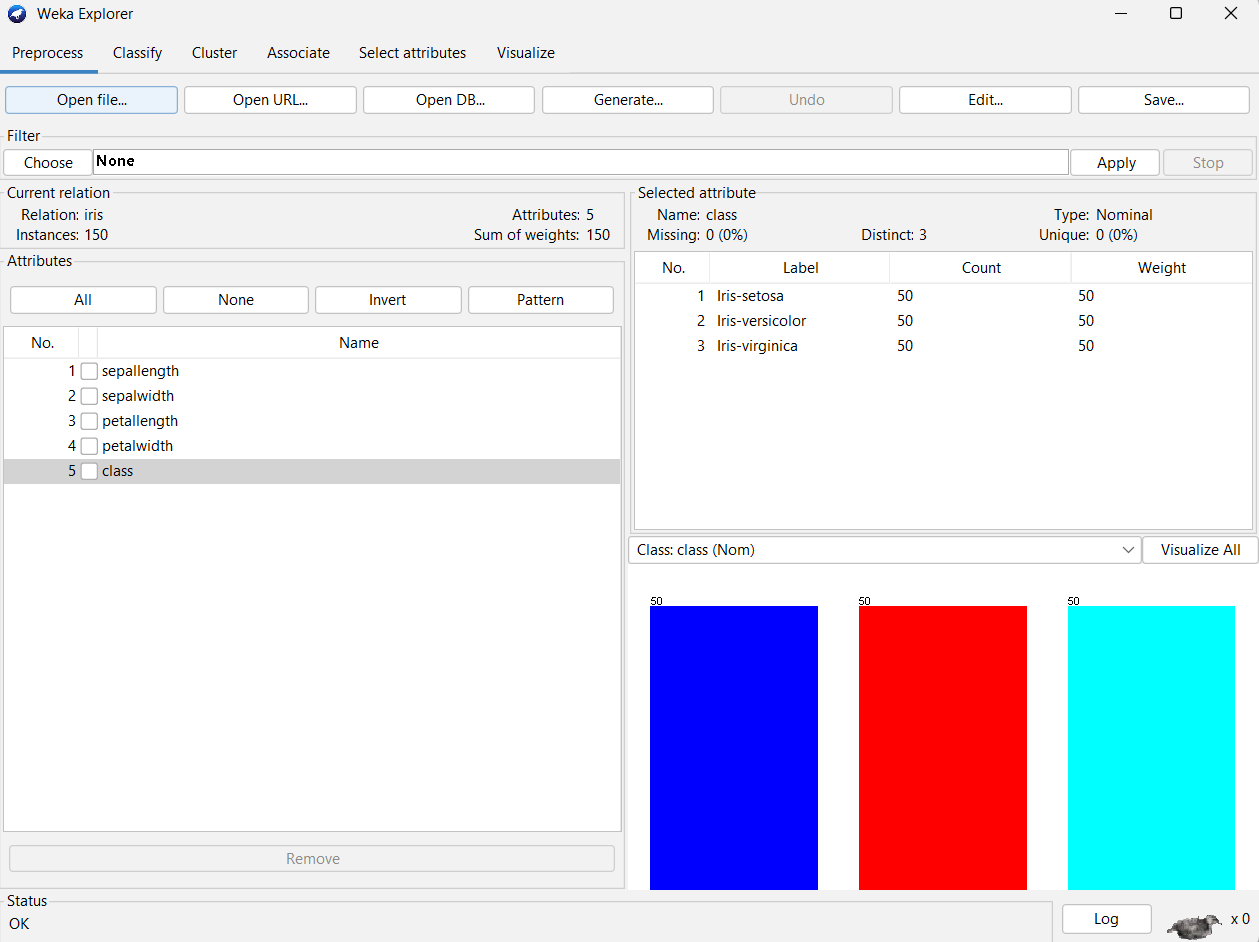 Weka Explorer
Preprocess Classify Cluster Associate Select attributes Visualize
Open file... Open URL... Open DB... Generate... Undo Edit... Save...
Filter
Choose None Apply Stop
Current relation
Relation: iris Attributes: 5
Instances: 150 Sum of weights: 150
Attributes
All None Invert Pattern
No. Name
1 sepallength
2 sepalwidth
3 petallength
4 petalwidth
5 class
Remove
Selected attribute
Name: class Type: Nominal
Missing: 0 (0%) Distinct: 3 Unique: 0 (0%)
No. Label Count Weight
1 Iris-setosa 50 50
2 Iris-versicolor 50 50
3 Iris-virginica 50 50
Class: class (Nom) Visualize All
50 50 50
Status
OK
Log x 0